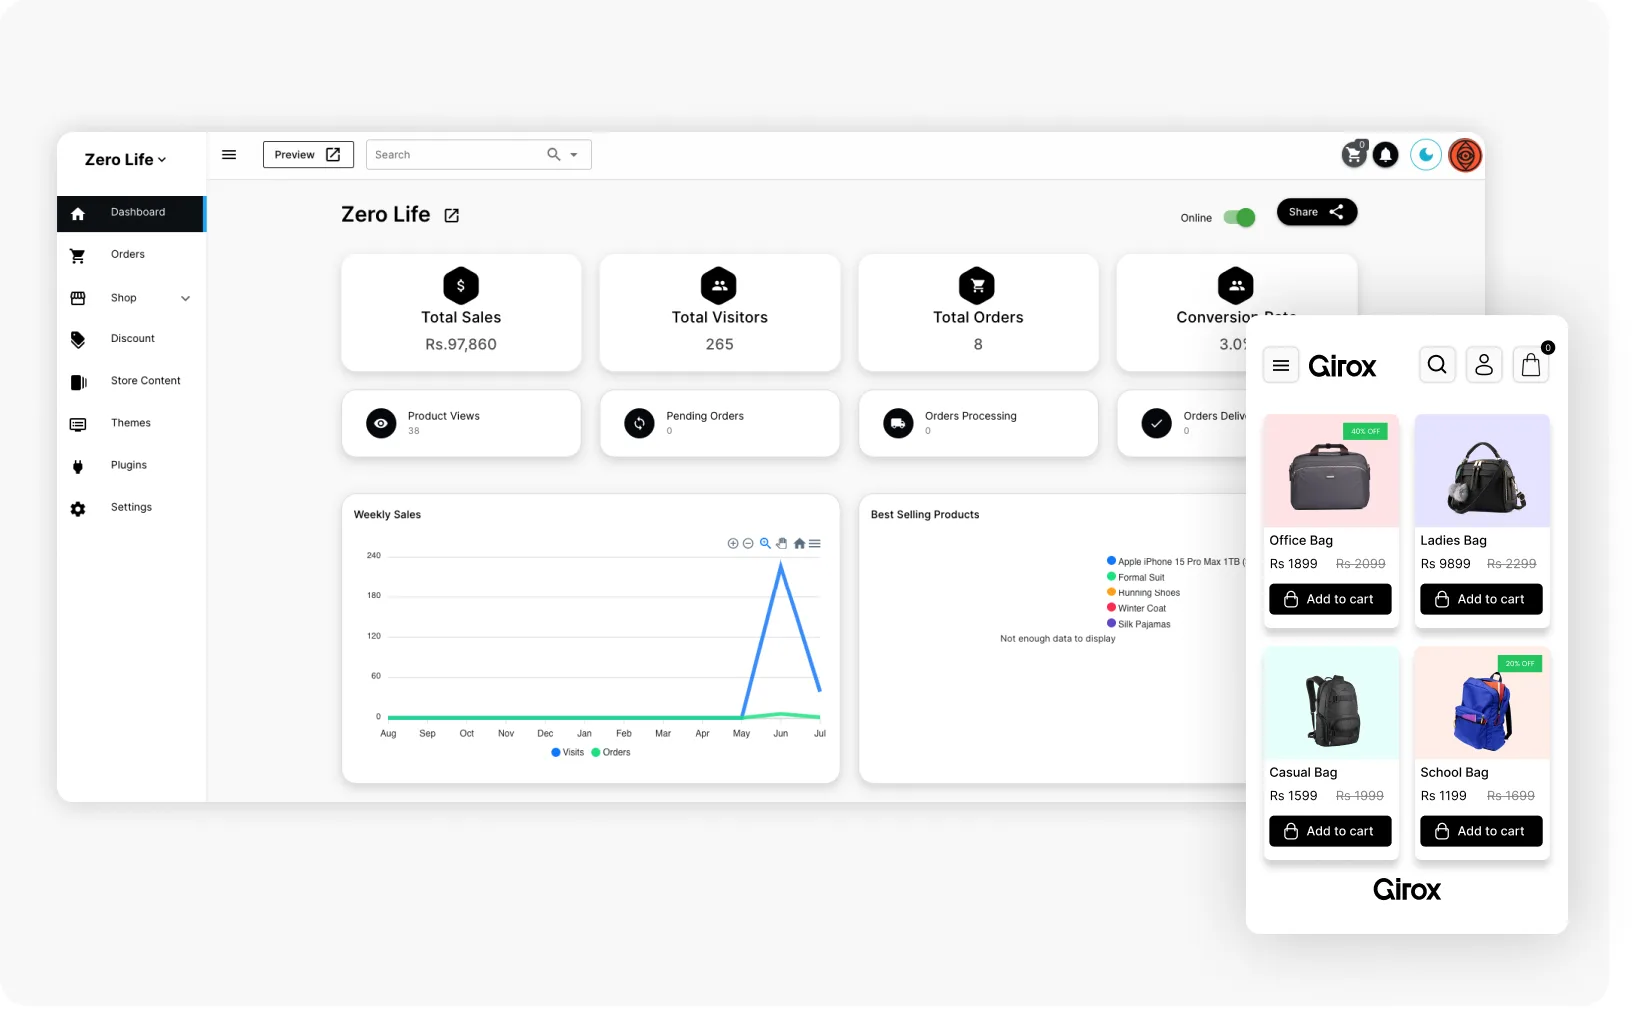 Zero Life
Preview
Search
0
Dashboard
Orders
Shop
Discount
Store Content
Themes
Plugins
Settings
Zero Life
Online
Share
$
Total Sales
Rs.97,860
Total Visitors
265
Total Orders
8
Conversion
3.0
Product Views
38
Pending Orders
0
Orders Processing
0
Orders Delive
0
Weekly Sales
240
180
120
60
0
Aug Sep Oct Nov Dec Jan Feb Mar Apr May Jun Jul
Visits Orders
Best Selling Products
Apple iPhone 15 Pro Max 1TB (
Formal Suit
Running Shoes
Winter Coat
Silk Pajamas
Not enough data to display
Girox
0
40% OFF
Office Bag
Rs 1899 Rs 2099
Add to cart
Ladies Bag
Rs 9899 Rs 2299
Add to cart
Casual Bag
Rs 1599 Rs 1999
Add to cart
20% OFF
School Bag
Rs 1199 Rs 1699
Add to cart
Girox